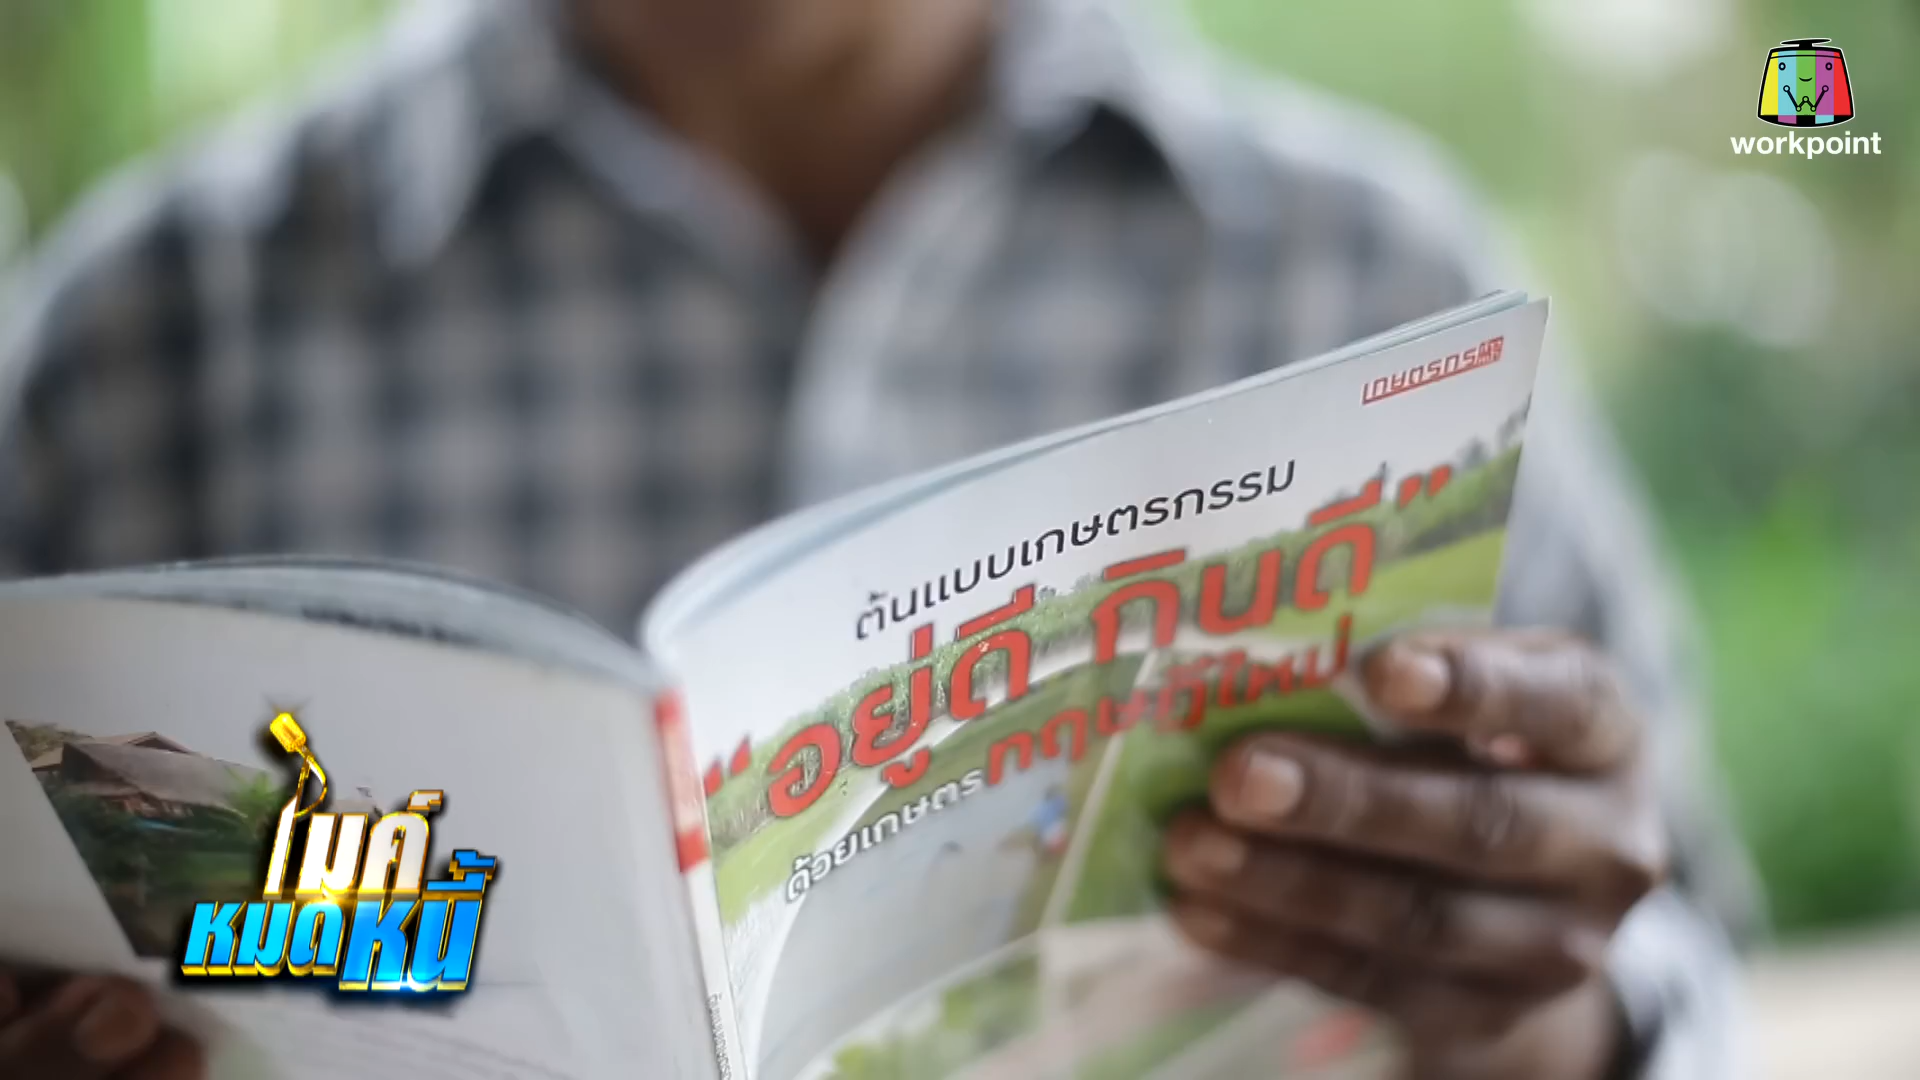 workpoint
เกษตรกรผู้
ต้นแบบเกษตรกรรม
“อยู่ดี กินดี”
ด้วยเกษตรทฤษฎีใหม่
ไมค์
หมดหนี้